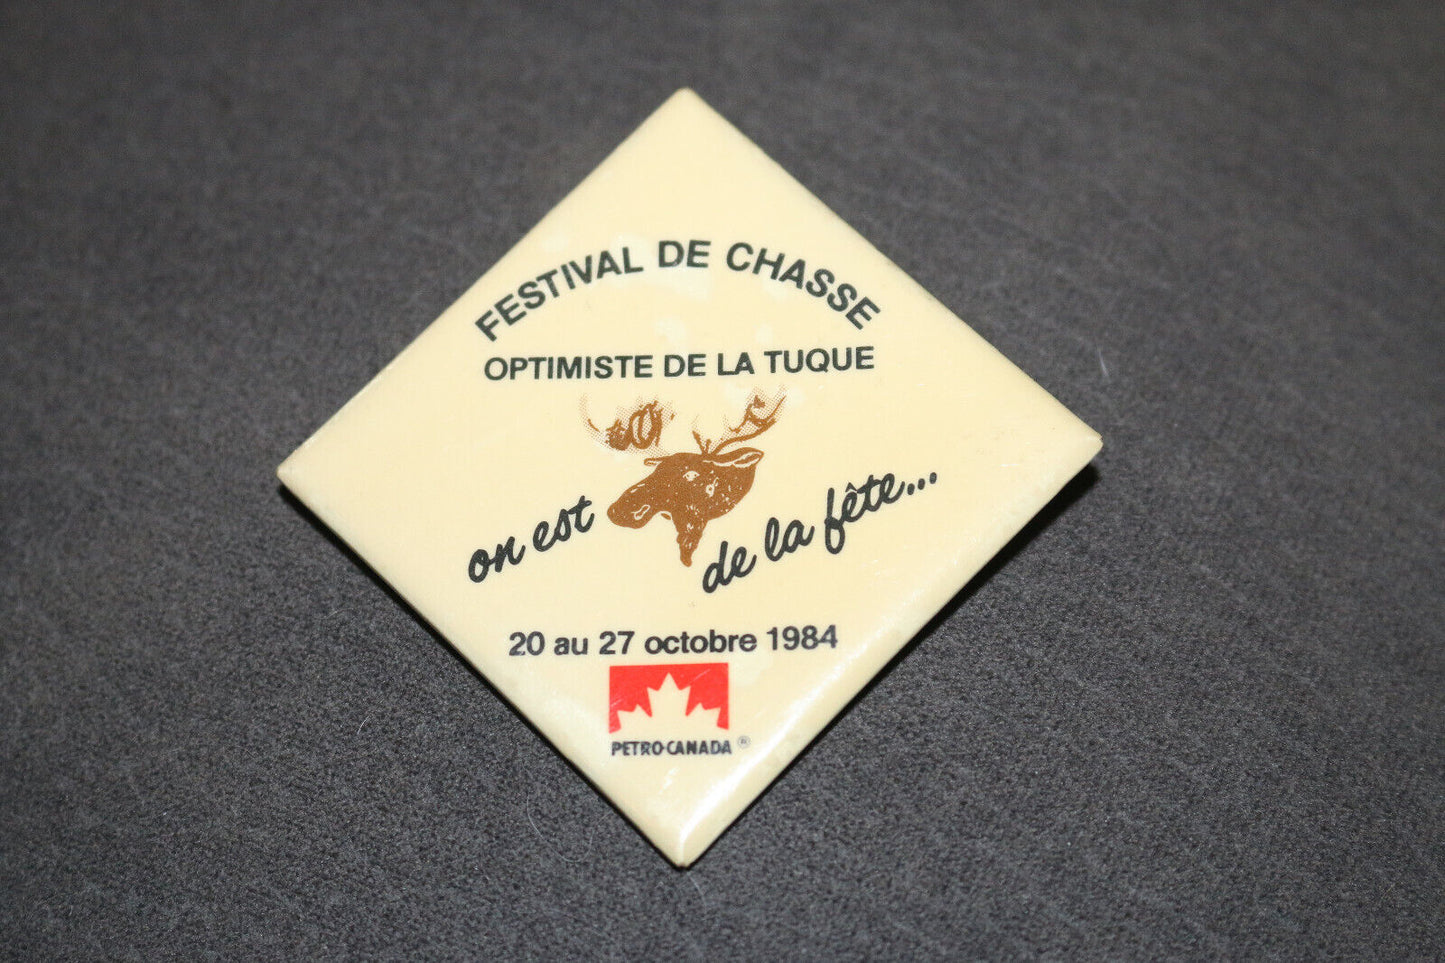 FESTIVAL DE CHASSE
OPTIMISTE DE LA TUQUE
on est
de la fête...
20 au 27 octobre 1984
PETRO-CANADA ®